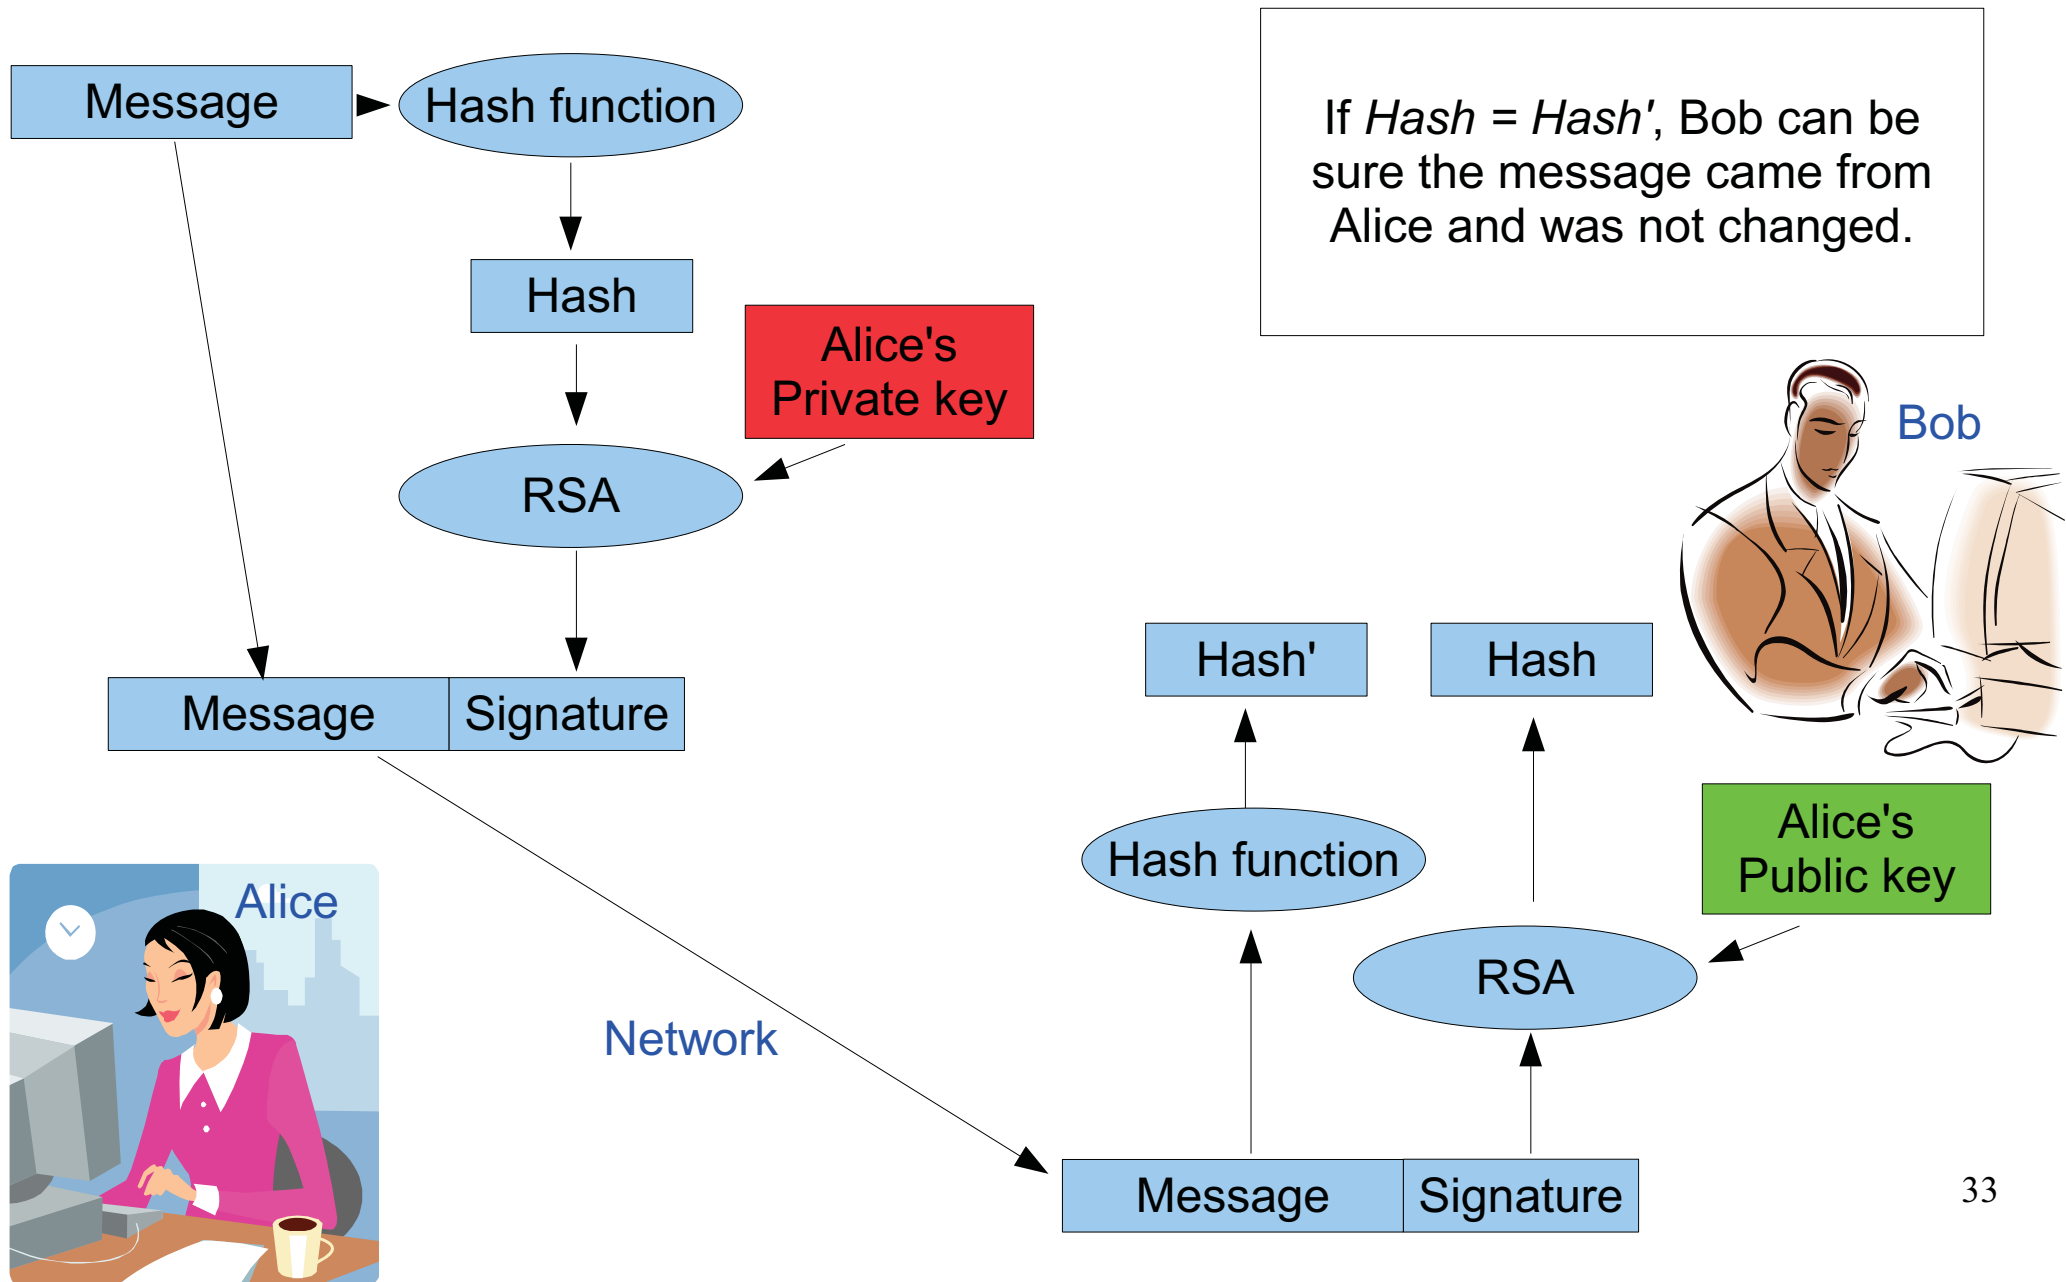 Message
Hash function
Hash
Alice's
Private key
RSA
Message
Signature
Alice
Network
If Hash = Hash', Bob can be
sure the message came from
Alice and was not changed.
Bob
Hash'
Hash
Hash function
Alice's
Public key
RSA
Message
Signature
33